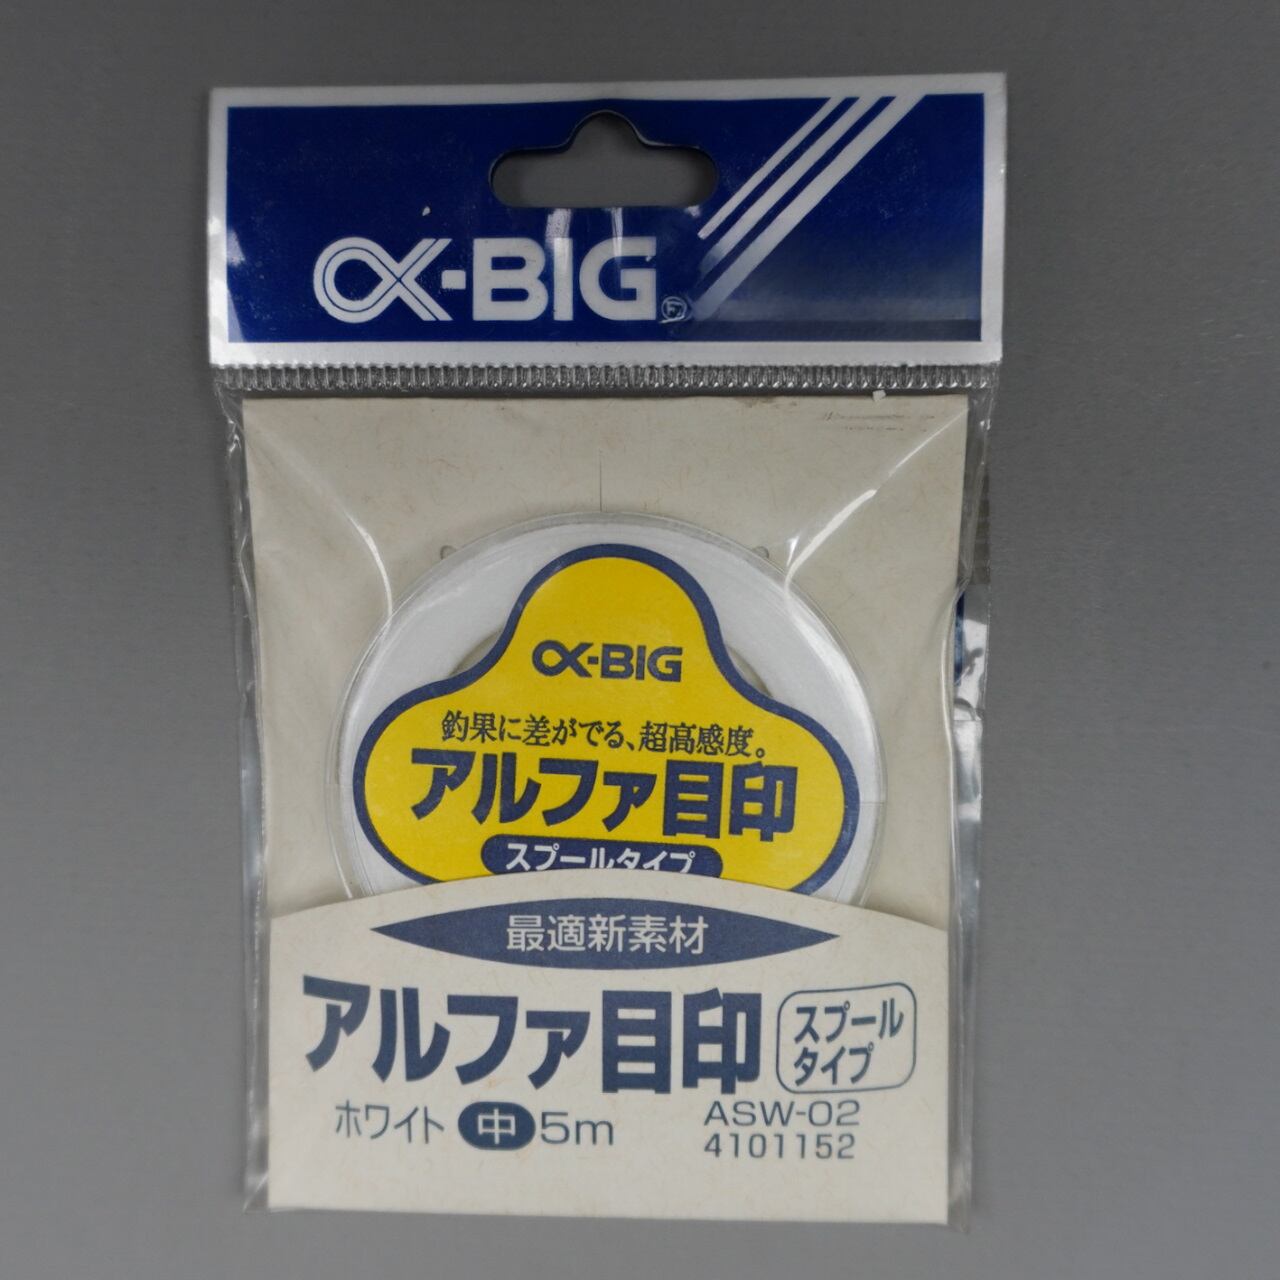 α-BIG
α-BIG
釣果に差がでる、超高感度。
アルファ目印
スプールタイプ
最適新素材
アルファ目印
スプール
タイプ
ホワイト 中 5m
ASW-02
4101152